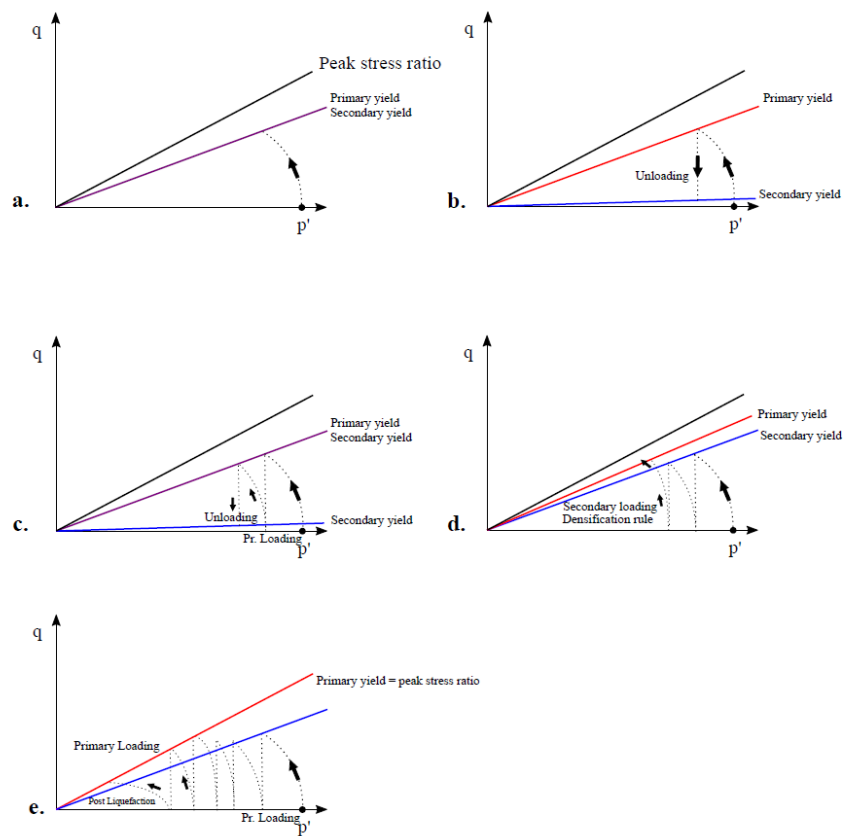 q
Peak stress ratio
Primary yield
Secondary yield
a.
p'
q
Primary yield
Unloading
Secondary yield
b.
p'
q
Primary yield
Secondary yield
Unloading
Secondary yield
c.
Pr. Loading
p'
q
Primary yield
Secondary yield
Secondary loading
Densification rule
d.
p'
q
Primary yield = peak stress ratio
Primary Loading
Post Liquefaction
e.
Pr. Loading
p'